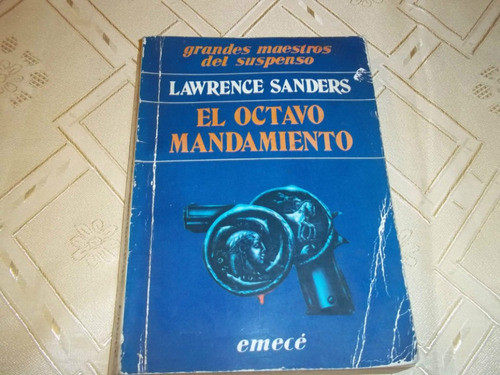 grandes maestros
del suspenso
LAWRENCE SANDERS
EL OCTAVO
MANDAMIENTO
emecé